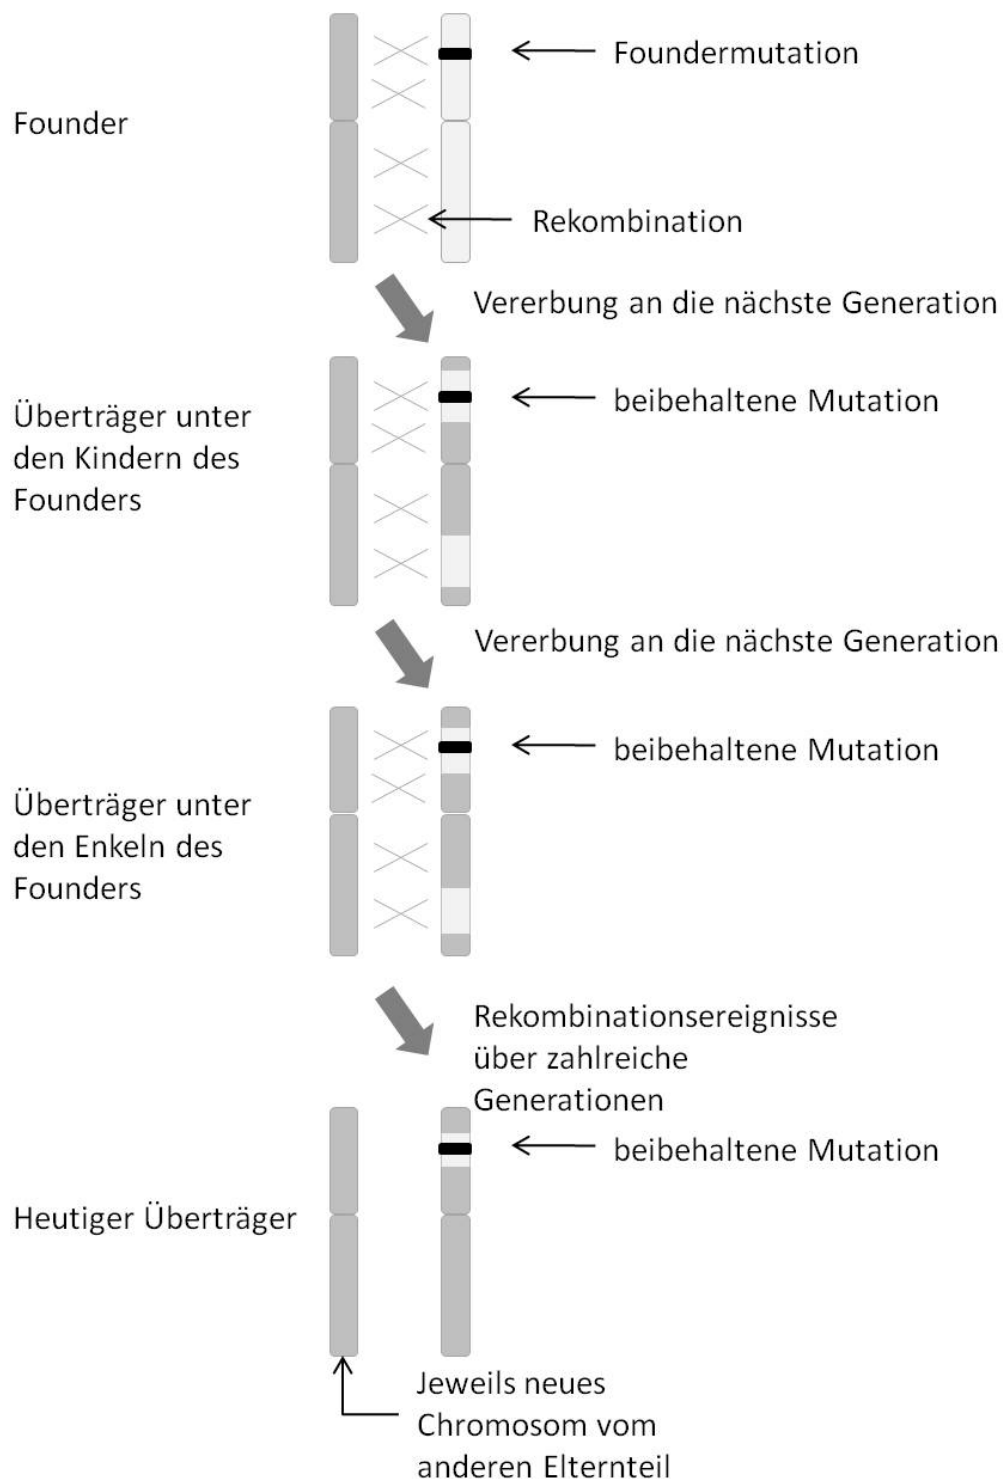 Foundermutation
Founder
Rekombination
Vererbung an die nächste Generation
beibehaltene Mutation
Überträger unter
den Kindern des
Founders
Vererbung an die nächste Generation
beibehaltene Mutation
Überträger unter
den Enkeln des
Founders
Rekombinationsereignisse
über zahlreiche
Generationen
beibehaltene Mutation
Heutiger Überträger
Jeweils neues
Chromosom vom
anderen Elternteil